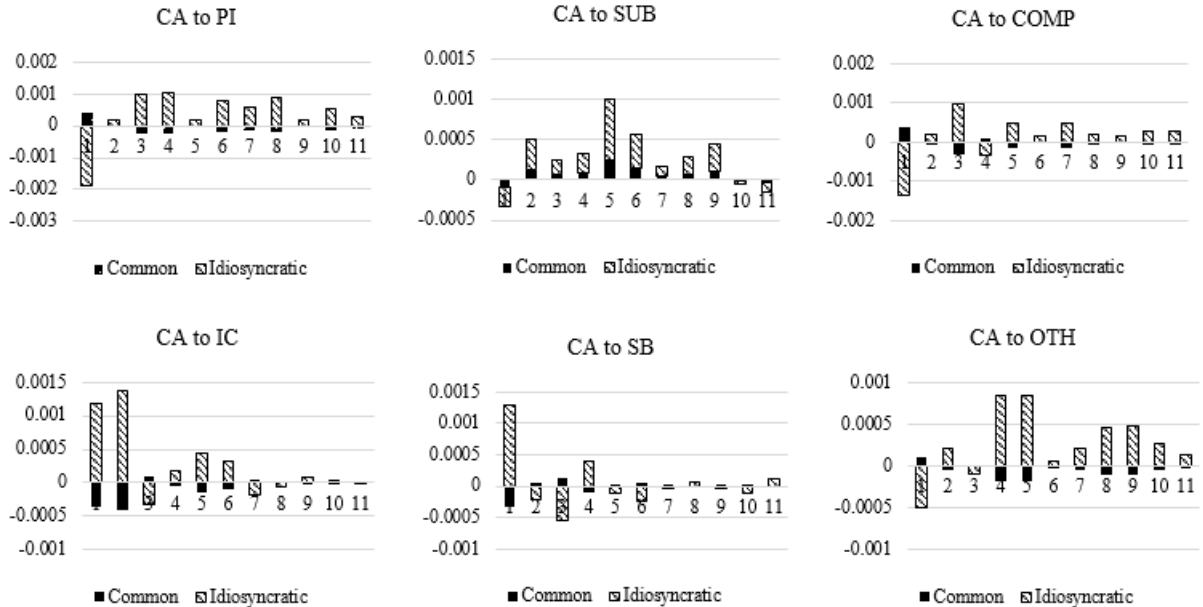 CA to PI
0.002
0.001
0
-0.001
-0.002
-0.003
1 2 3 4 5 6 7 8 9 10 11
Common Idiosyncratic
CA to SUB
0.0015
0.001
0.0005
0
-0.0005
1 2 3 4 5 6 7 8 9 10 11
Common Idiosyncratic
CA to COMP
0.002
0.001
0
-0.001
-0.002
1 2 3 4 5 6 7 8 9 10 11
Common Idiosyncratic
CA to IC
0.0015
0.001
0.0005
0
-0.0005
-0.001
1 3 4 5 6 7 8 9 10 11
Common Idiosyncratic
CA to SB
0.0015
0.001
0.0005
0
-0.0005
-0.001
1 2 3 4 5 6 7 8 9 10 11
Common Idiosyncratic
CA to OTH
0.001
0.0005
0
-0.0005
-0.001
1 2 3 4 5 6 7 8 9 10 11
Common Idiosyncratic